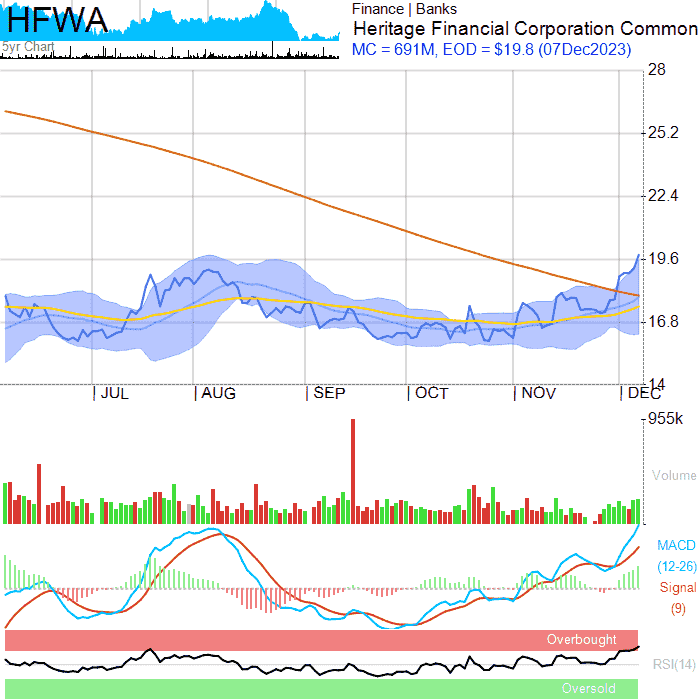 HFWA
5yr Chart
Finance | Banks
Heritage Financial Corporation Common
MC = 691M, EOD = $19.8 (07Dec2023)
28
25.2
22.4
19.6
16.8
14
| JUL | AUG | SEP | OCT | NOV | DEC
955k
Volume
MACD
(12-26)
Signal
(9)
Overbought
RSI(14)
Oversold